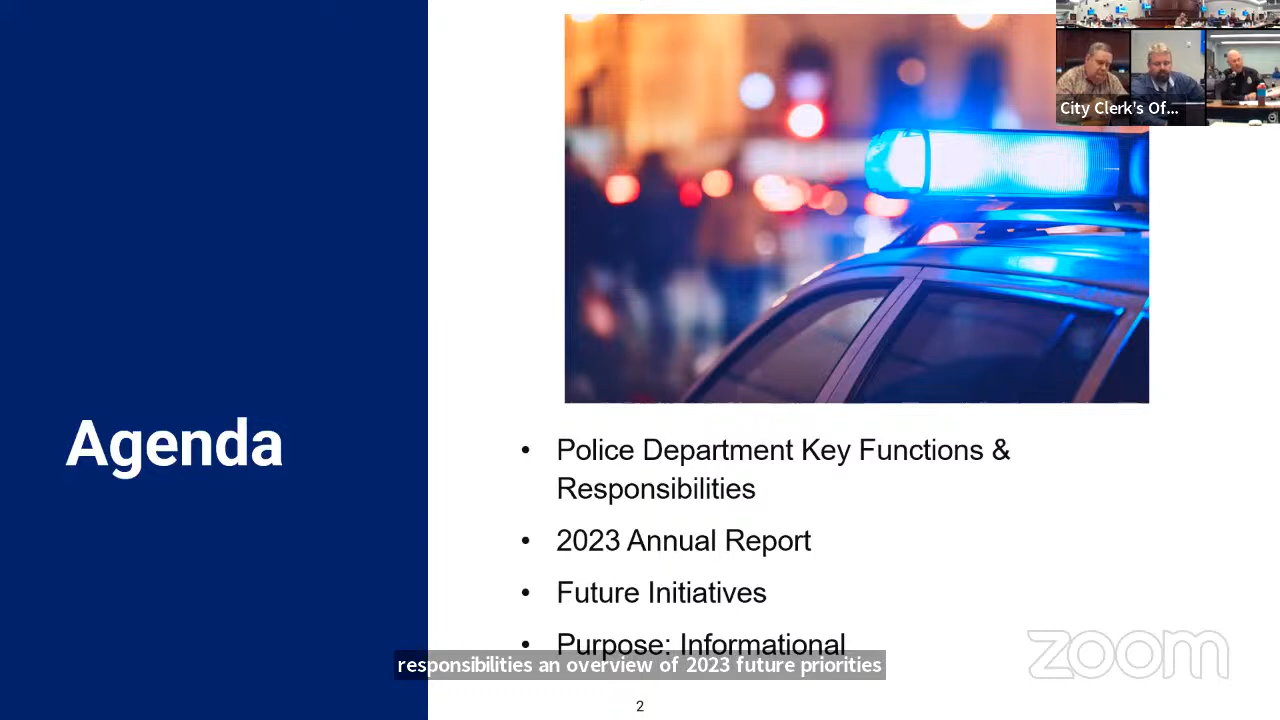 City Clerk's Of...
Agenda
• Police Department Key Functions &
Responsibilities
• 2023 Annual Report
• Future Initiatives
• Purpose: Informational
responsibilities an overview of 2023 future priorities
zoom
2